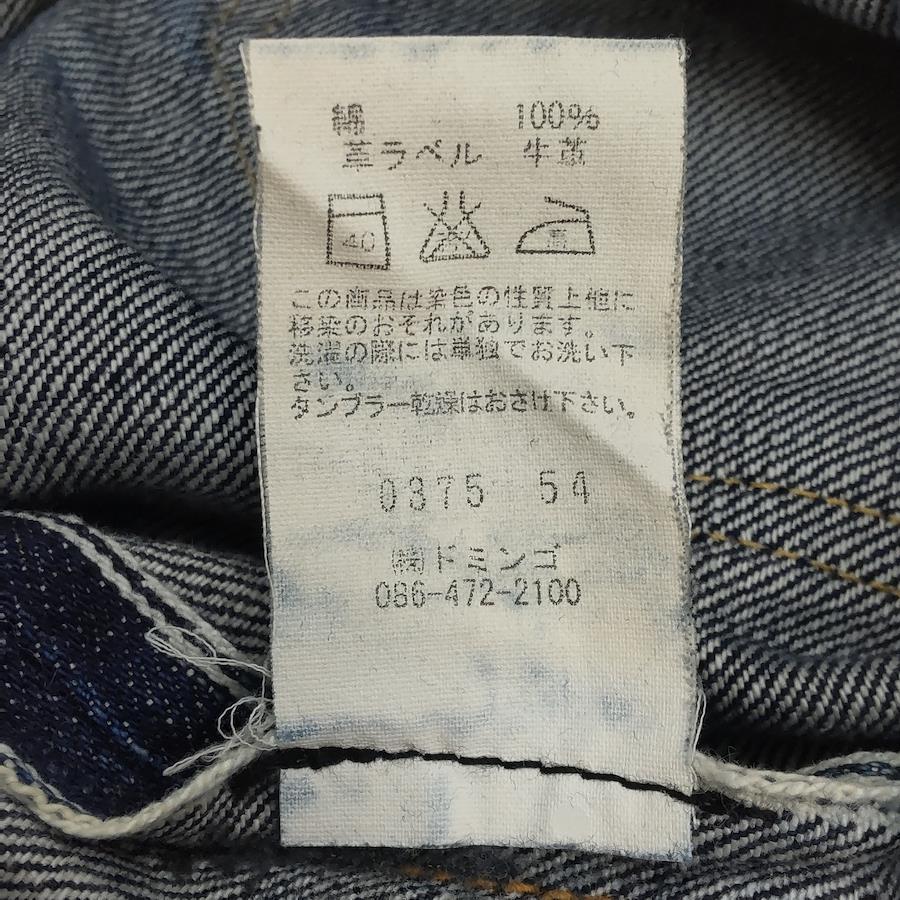 綿 100%
革ラベル 牛革
40
この商品は染色の性質上他に
移染のおそれがあります。
洗濯の際には単独でお洗い下
さい。
タンブラー乾燥はおさけ下さい。
0375 54
㈱ドミンゴ
086-472-2100